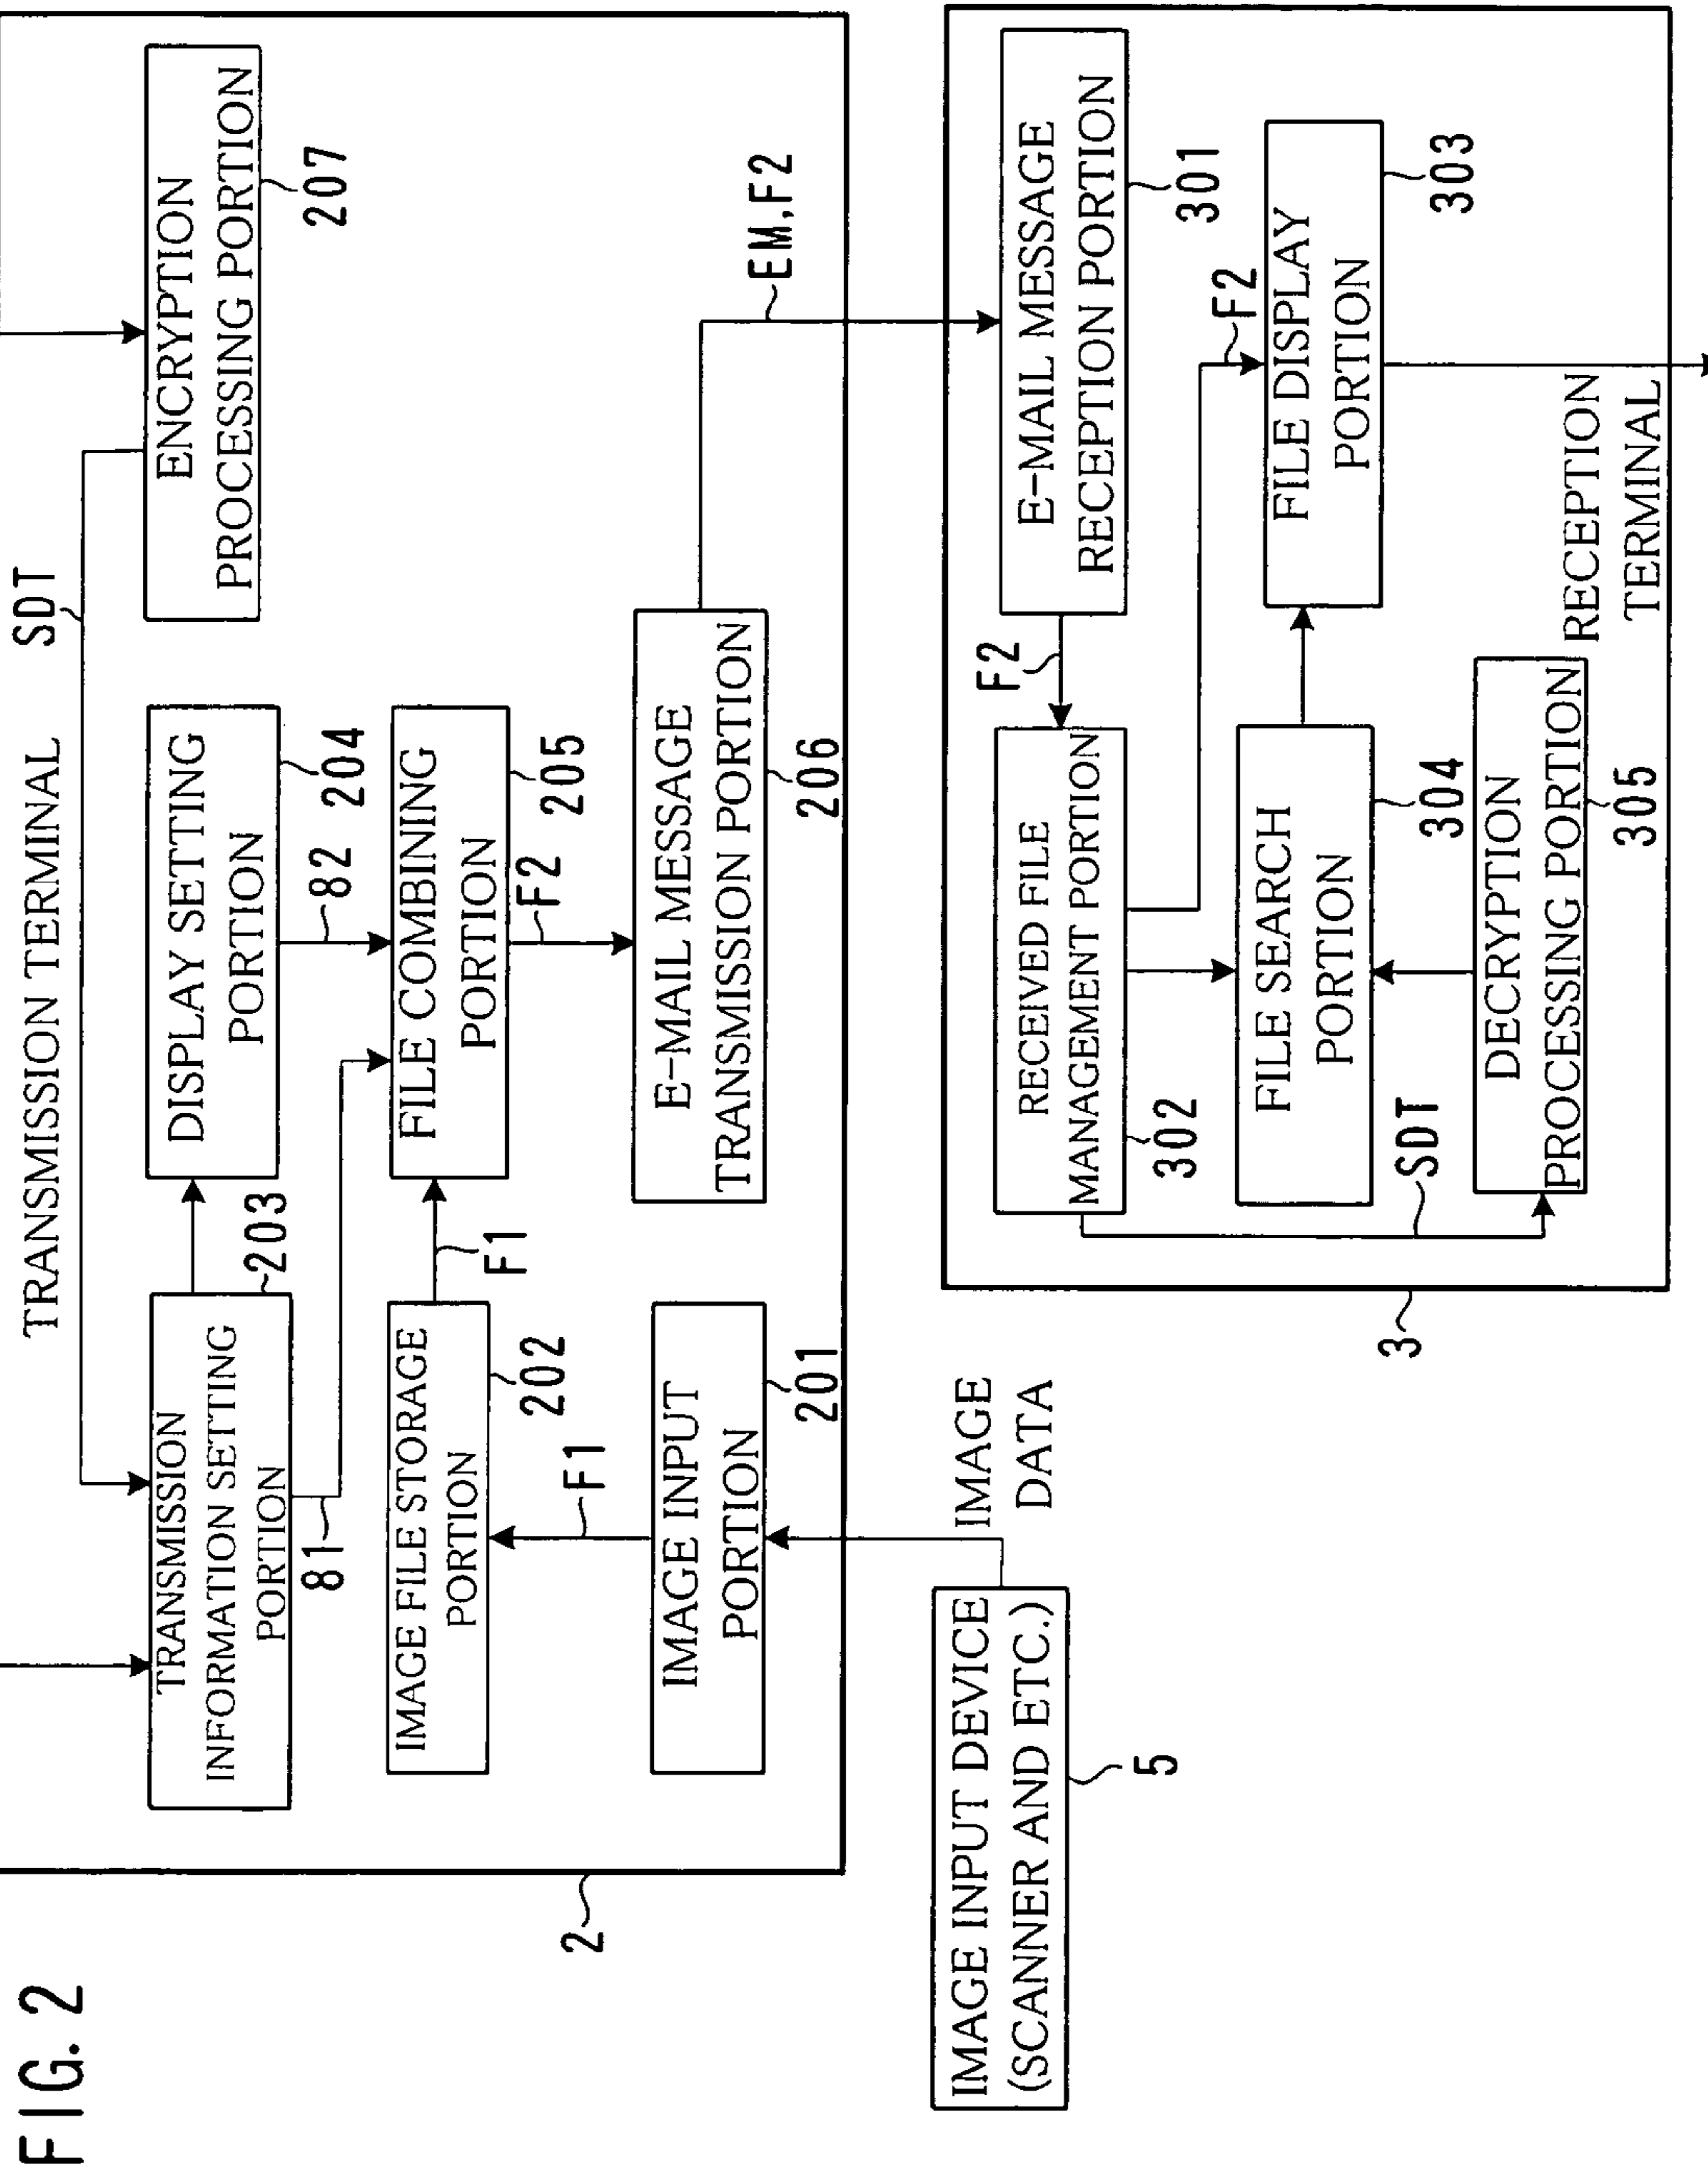 FIG. 2
TRANSMISSION TERMINAL
SDT
TRANSMISSION
INFORMATION SETTING
PORTION
203
DISPLAY SETTING
PORTION
204
ENCRYPTION
PROCESSING PORTION
207
81
82
IMAGE FILE STORAGE
PORTION
202
F1
FILE COMBINING
PORTION
205
F2
F1
IMAGE INPUT
PORTION
201
E-MAIL MESSAGE
TRANSMISSION PORTION
206
EM,F2
2
IMAGE INPUT DEVICE
(SCANNER AND ETC.)
5
IMAGE
DATA
RECEIVED FILE
MANAGEMENT PORTION
302
F2
E-MAIL MESSAGE
RECEPTION PORTION
301
F2
FILE SEARCH
PORTION
304
FILE DISPLAY
PORTION
303
SDT
DECRYPTION
PROCESSING PORTION
305
RECEPTION
TERMINAL
3